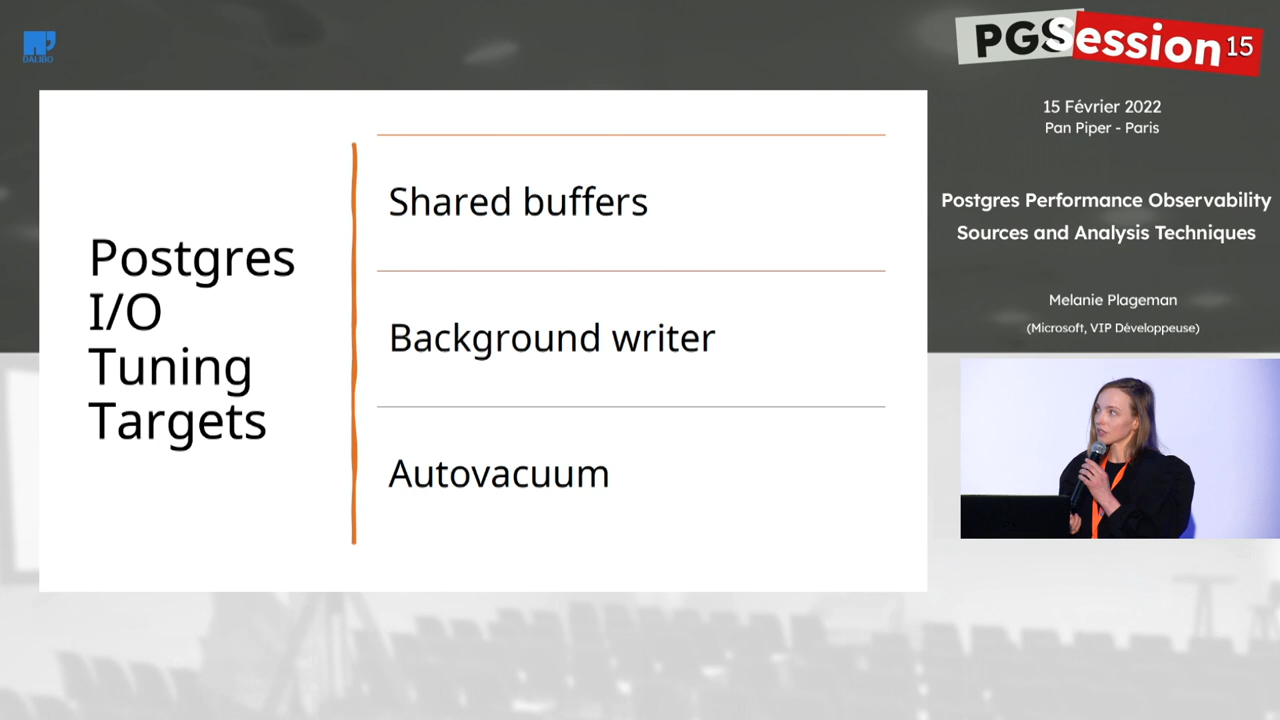 DALIBO
PGSession 15
15 Février 2022
Pan Piper - Paris
Postgres Performance Observability
Sources and Analysis Techniques
Melanie Plageman
(Microsoft, VIP Développeuse)
Postgres
I/O
Tuning
Targets
Shared buffers
Background writer
Autovacuum